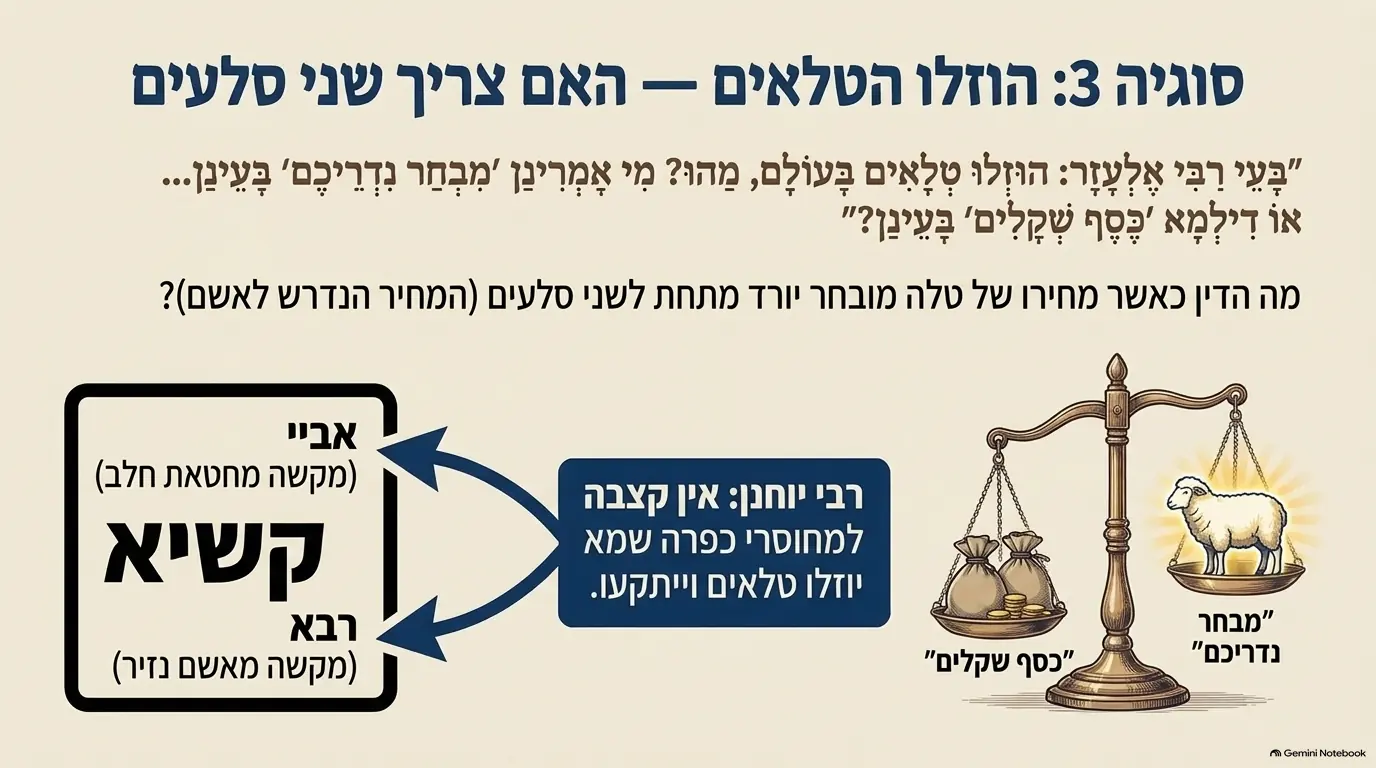 סוגיה 3: הוזלו הטלאים — האם צריך שני סלעים
"בָּעֵי רַבִּי אֶלְעָזָר: הוּזְלוּ טְלָאִים בָּעוֹלָם, מַהוּ? מִי אָמְרִינַן 'מִבְחַר נִדְרֵיכֶם' בָּעֵינַן...
אוֹ דִילְמָא 'כֶּסֶף שְׁקָלִים' בָּעֵינַן?"
מה הדין כאשר מחירו של טלה מובחר יורד מתחת לשני סלעים (המחיר הנדרש לאשם)?
"מבחר
נדריכם"
"כסף שקלים"
רבי יוחנן: אין קצבה
למחוסרי כפרה שמא
יוזלו טלאים וייתקעו.
אביי
(מקשה מחטאת חלב)
קשיא
רבא
(מקשה מאשם נזיר)
Gemini Notebook